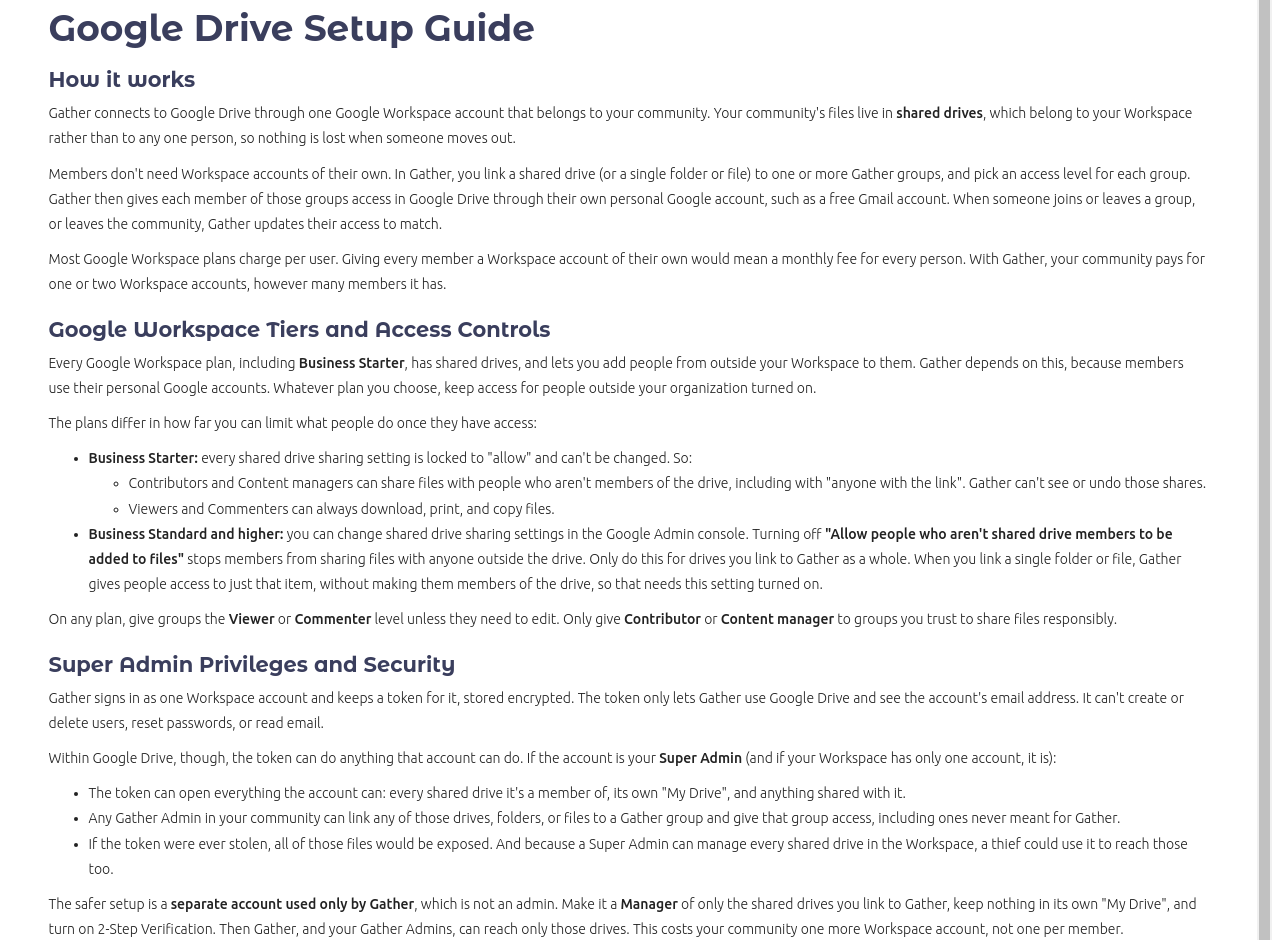 Google Drive Setup Guide
How it works
Gather connects to Google Drive through one Google Workspace account that belongs to your community. Your community's files live in shared drives, which belong to your Workspace
rather than to any one person, so nothing is lost when someone moves out.
Members don't need Workspace accounts of their own. In Gather, you link a shared drive (or a single folder or file) to one or more Gather groups, and pick an access level for each group.
Gather then gives each member of those groups access in Google Drive through their own personal Google account, such as a free Gmail account. When someone joins or leaves a group,
or leaves the community, Gather updates their access to match.
Most Google Workspace plans charge per user. Giving every member a Workspace account of their own would mean a monthly fee for every person. With Gather, your community pays for
one or two Workspace accounts, however many members it has.
Google Workspace Tiers and Access Controls
Every Google Workspace plan, including Business Starter, has shared drives, and lets you add people from outside your Workspace to them. Gather depends on this, because members
use their personal Google accounts. Whatever plan you choose, keep access for people outside your organization turned on.
The plans differ in how far you can limit what people do once they have access:
• Business Starter: every shared drive sharing setting is locked to "allow" and can't be changed. So:
◦ Contributors and Content managers can share files with people who aren't members of the drive, including with "anyone with the link". Gather can't see or undo those shares.
◦ Viewers and Commenters can always download, print, and copy files.
• Business Standard and higher: you can change shared drive sharing settings in the Google Admin console. Turning off "Allow people who aren't shared drive members to be
added to files" stops members from sharing files with anyone outside the drive. Only do this for drives you link to Gather as a whole. When you link a single folder or file, Gather
gives people access to just that item, without making them members of the drive, so that needs this setting turned on.
On any plan, give groups the Viewer or Commenter level unless they need to edit. Only give Contributor or Content manager to groups you trust to share files responsibly.
Super Admin Privileges and Security
Gather signs in as one Workspace account and keeps a token for it, stored encrypted. The token only lets Gather use Google Drive and see the account's email address. It can't create or
delete users, reset passwords, or read email.
Within Google Drive, though, the token can do anything that account can do. If the account is your Super Admin (and if your Workspace has only one account, it is):
• The token can open everything the account can: every shared drive it's a member of, its own "My Drive", and anything shared with it.
• Any Gather Admin in your community can link any of those drives, folders, or files to a Gather group and give that group access, including ones never meant for Gather.
• If the token were ever stolen, all of those files would be exposed. And because a Super Admin can manage every shared drive in the Workspace, a thief could use it to reach those
too.
The safer setup is a separate account used only by Gather, which is not an admin. Make it a Manager of only the shared drives you link to Gather, keep nothing in its own "My Drive", and
turn on 2-Step Verification. Then Gather, and your Gather Admins, can reach only those drives. This costs your community one more Workspace account, not one per member.